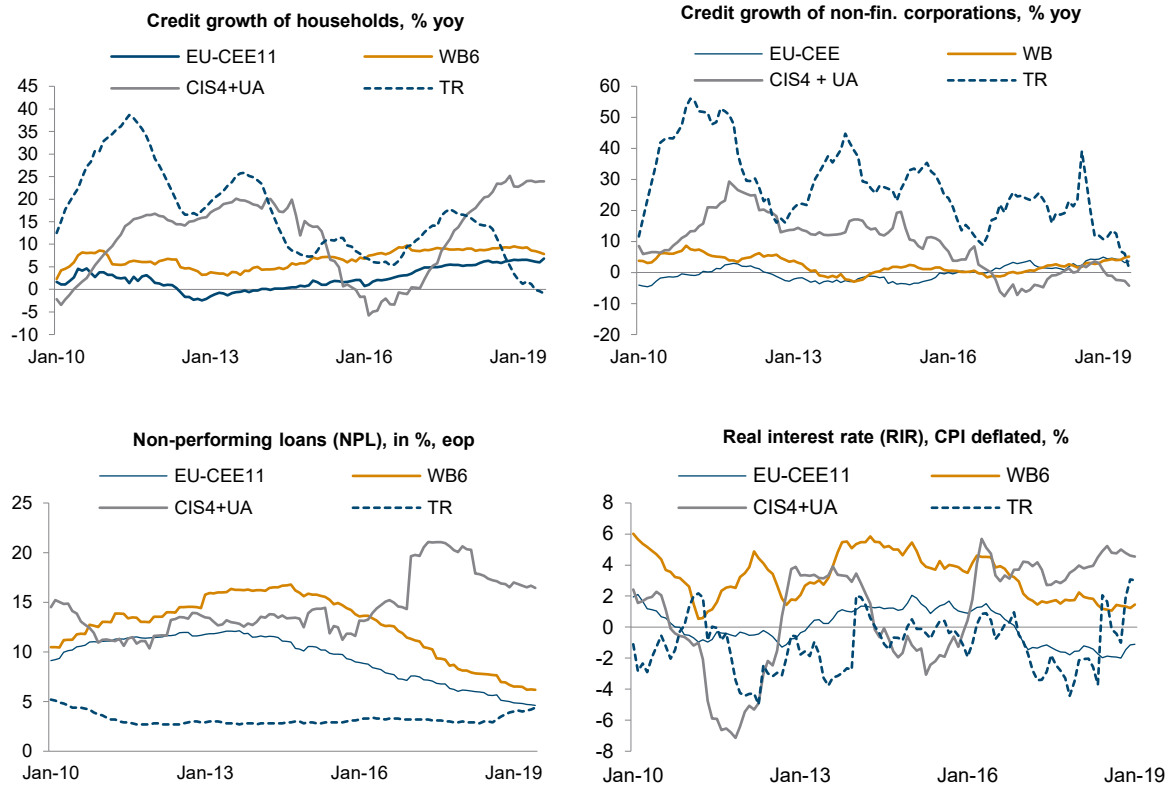 Credit growth of households, % yoy
EU-CEE11 WB6
CIS4+UA TR
45
40
35
30
25
20
15
10
5
0
-5
-10
Jan-10 Jan-13 Jan-16 Jan-19
Credit growth of non-fin. corporations, % yoy
EU-CEE WB
CIS4 + UA TR
60
50
40
30
20
10
0
-10
-20
Jan-10 Jan-13 Jan-16 Jan-19
Non-performing loans (NPL), in %, eop
EU-CEE11 WB6
CIS4+UA TR
25
20
15
10
5
0
Jan-10 Jan-13 Jan-16 Jan-19
Real interest rate (RIR), CPI deflated, %
EU-CEE11 WB6
CIS4+UA TR
8
6
4
2
0
-2
-4
-6
-8
Jan-10 Jan-13 Jan-16 Jan-19